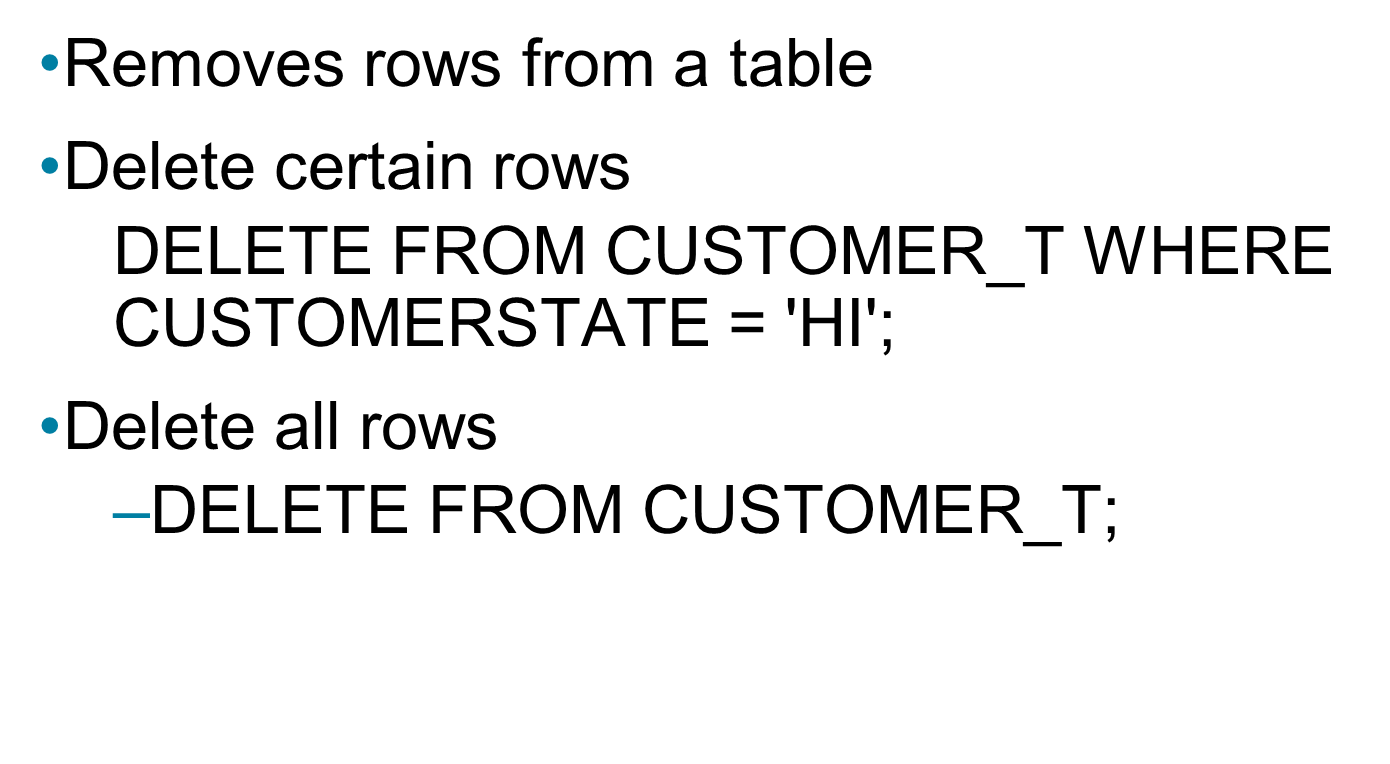 •Removes rows from a table
•Delete certain rows
DELETE FROM CUSTOMER_T WHERE
CUSTOMERSTATE = 'HI';
•Delete all rows
–DELETE FROM CUSTOMER_T;